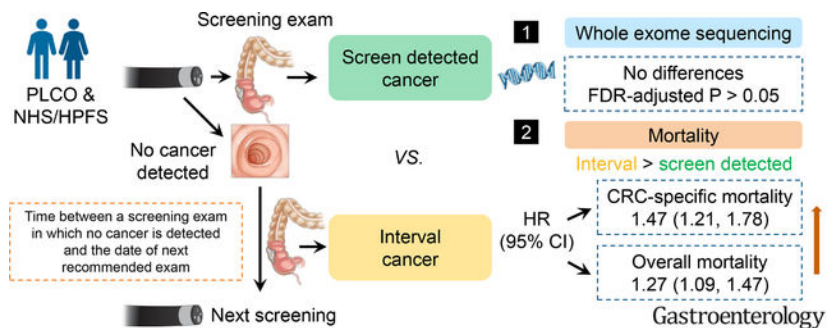 Screening exam
PLCO &
NHS/HPFS
Screen detected
cancer
1
Whole exome sequencing
No differences
FDR-adjusted P > 0.05
No cancer
detected
VS.
2
Mortality
Interval > screen detected
Time between a screening exam
in which no cancer is detected
and the date of next
recommended exam
Interval
cancer
HR
(95% CI)
CRC-specific mortality
1.47 (1.21, 1.78)
Overall mortality
1.27 (1.09, 1.47)
Next screening
Gastroenterology